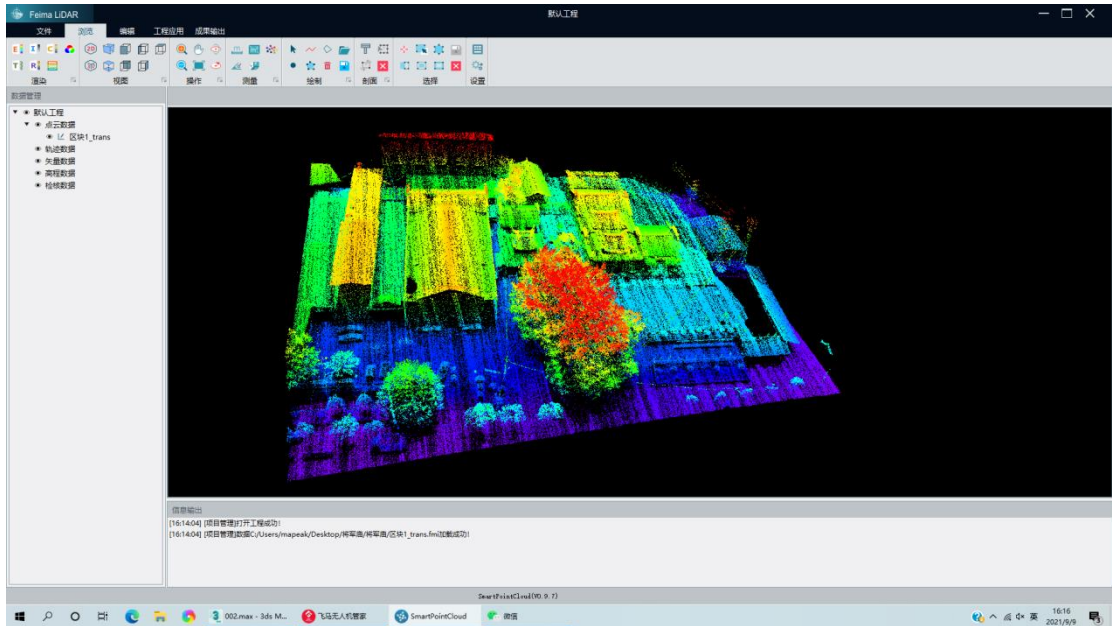 Feima LiDAR
默认工程
文件 浏览 编辑 工程应用 成果输出
渲染 视图 操作 测量 绘制 剖面 选择 设置
数据管理
默认工程
点云数据
区块1_trans
轨迹数据
矢量数据
高程数据
检核数据
信息输出
[16:14:04] [项目管理]打开工程成功!
[16:14:04] [项目管理]数据C:/Users/mapeak/Desktop/将军庙/将军庙/区块1_trans.fmi加载成功!
SmartPointCloud(V0.9.7)
002.max - 3ds M... 飞马无人机管家 SmartPointCloud 微信
英 16:16
2021/9/9